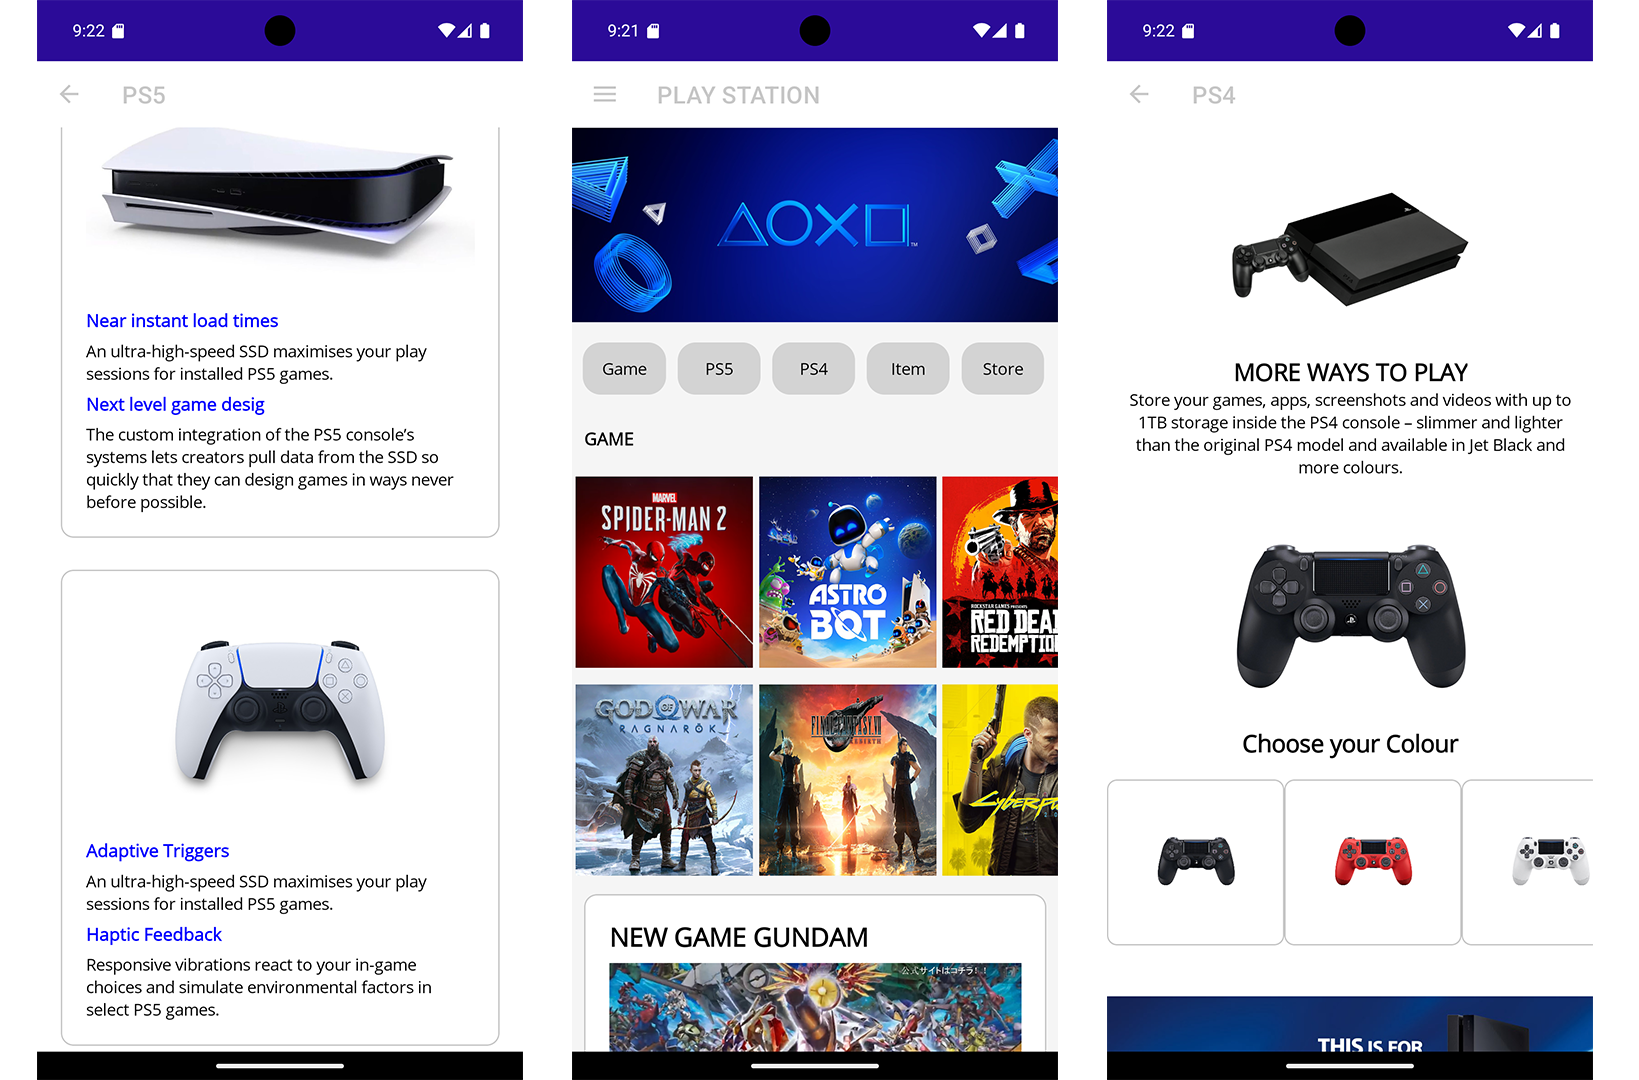 9:22
PS5
Near instant load times
An ultra-high-speed SSD maximises your play
sessions for installed PS5 games.
Next level game desig
The custom integration of the PS5 console’s
systems lets creators pull data from the SSD so
quickly that they can design games in ways never
before possible.
Adaptive Triggers
An ultra-high-speed SSD maximises your play
sessions for installed PS5 games.
Haptic Feedback
Responsive vibrations react to your in-game
choices and simulate environmental factors in
select PS5 games.
9:21
PLAY STATION
TM
Game
PS5
PS4
Item
Store
GAME
MARVEL
SPIDER-MAN 2
ASTRO
BOT
ROCKSTAR GAMES PRESENTS
RED DEA
REDEMPTION
GOD OF WAR
RAGNARÖK
FINAL FANTASY VII
REBIRTH
Cyberpu
NEW GAME GUNDAM
公式サイトはコチラ！！
9:22
PS4
MORE WAYS TO PLAY
Store your games, apps, screenshots and videos with up to
1TB storage inside the PS4 console – slimmer and lighter
than the original PS4 model and available in Jet Black and
more colours.
Choose your Colour
THIS IS FOR